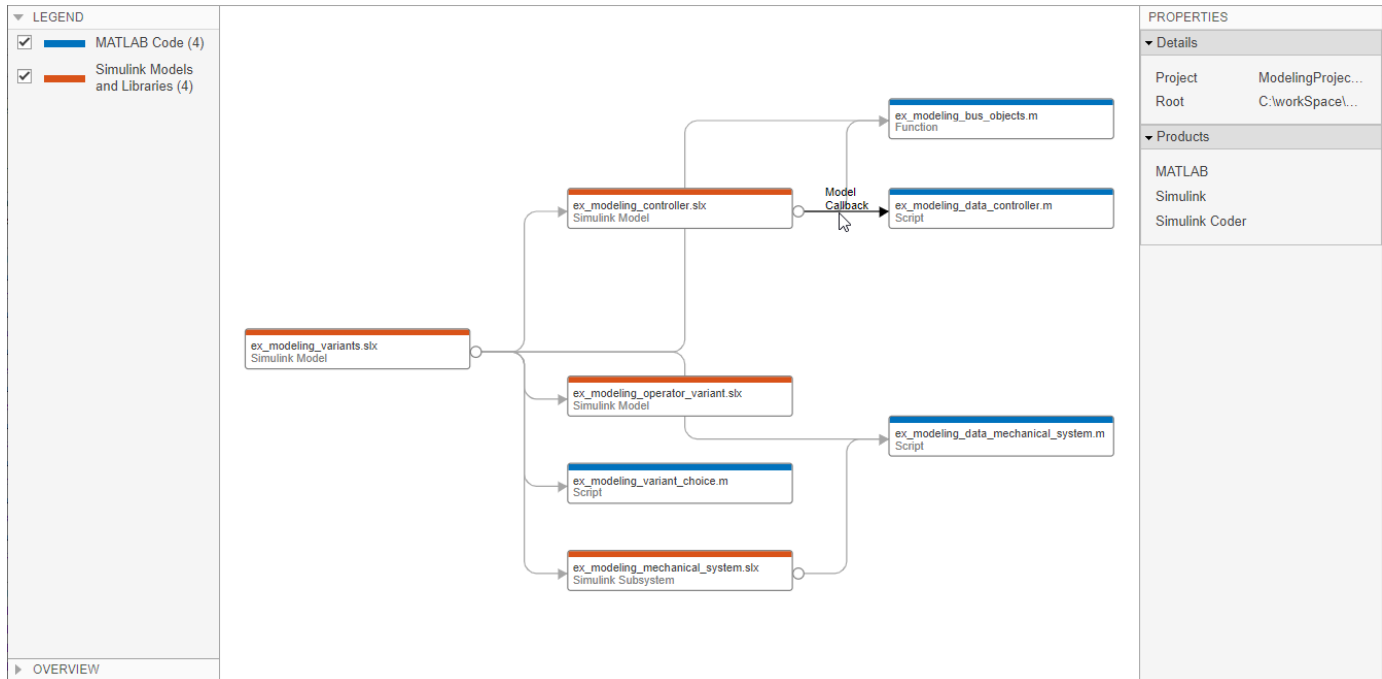 LEGEND
MATLAB Code (4)
Simulink Models
and Libraries (4)
OVERVIEW
ex_modeling_variants.slx
Simulink Model
ex_modeling_controller.slx
Simulink Model
ex_modeling_operator_variant.slx
Simulink Model
ex_modeling_variant_choice.m
Script
ex_modeling_mechanical_system.slx
Simulink Subsystem
Model
Callback
ex_modeling_bus_objects.m
Function
ex_modeling_data_controller.m
Script
ex_modeling_data_mechanical_system.m
Script
PROPERTIES
Details
Project ModelingProjec...
Root C:\workSpace\...
Products
MATLAB
Simulink
Simulink Coder